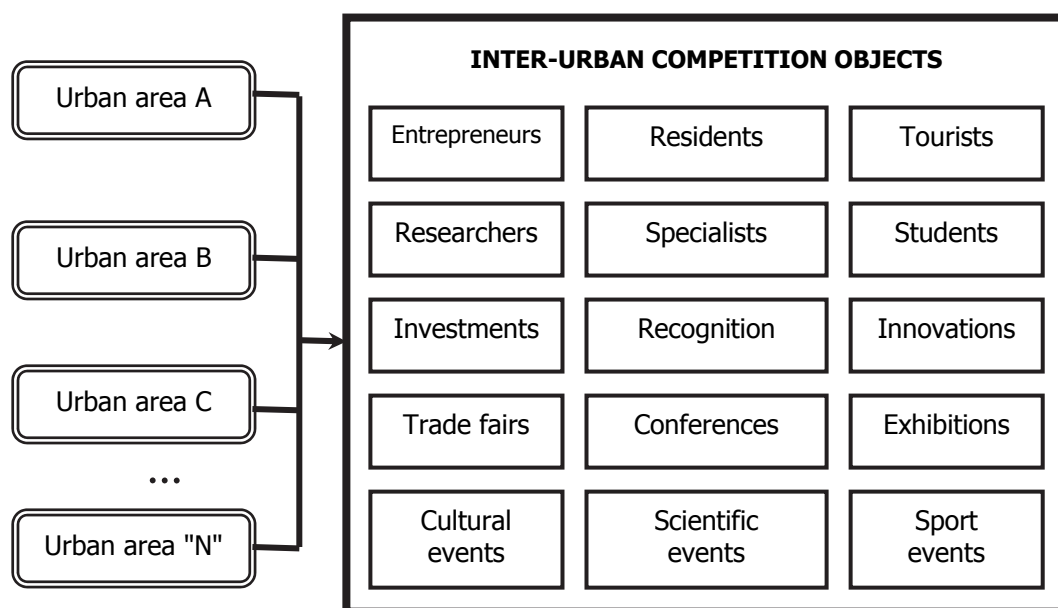 INTER-URBAN COMPETITION OBJECTS
Urban area A
Urban area B
Urban area C
...
Urban area "N"
Entrepreneurs
Residents
Tourists
Researchers
Specialists
Students
Investments
Recognition
Innovations
Trade fairs
Conferences
Exhibitions
Cultural
events
Scientific
events
Sport
events